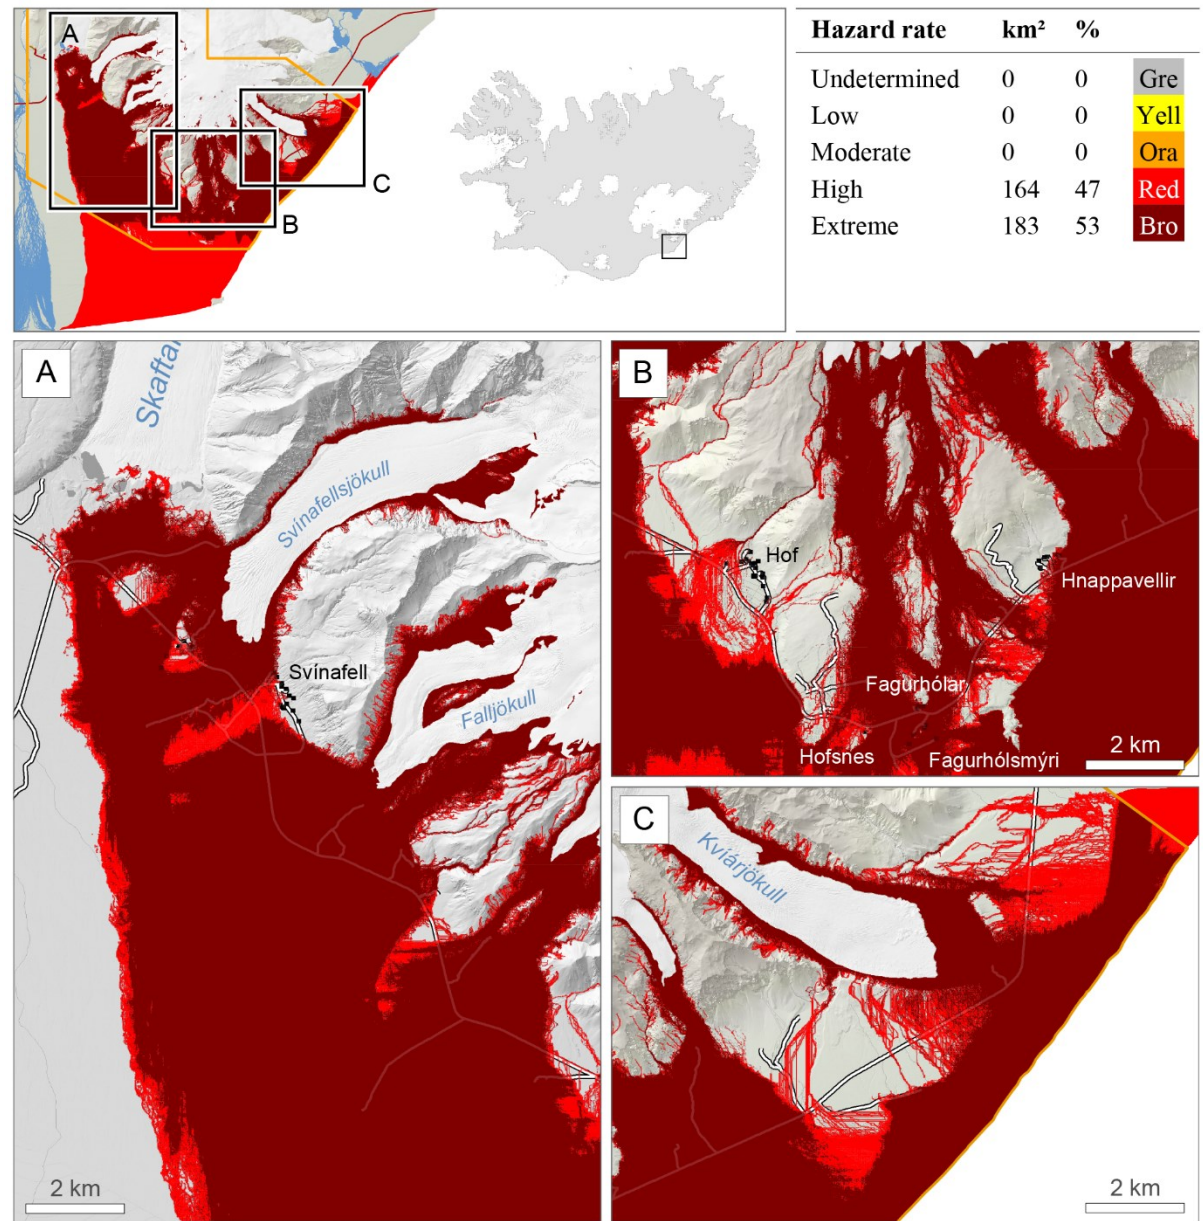 A
B
C
Hazard rate km² %
Undetermined 0 0 Gre
Low 0 0 Yell
Moderate 0 0 Ora
High 164 47 Red
Extreme 183 53 Bro
A
Skaftaf
Svínafellsjökull
Svínafell
Falljökull
2 km
B
Hof
Hnappavellir
Fagurhólar
Hofsnes
Fagurhólsmýri
2 km
C
Kvíárjökull
2 km